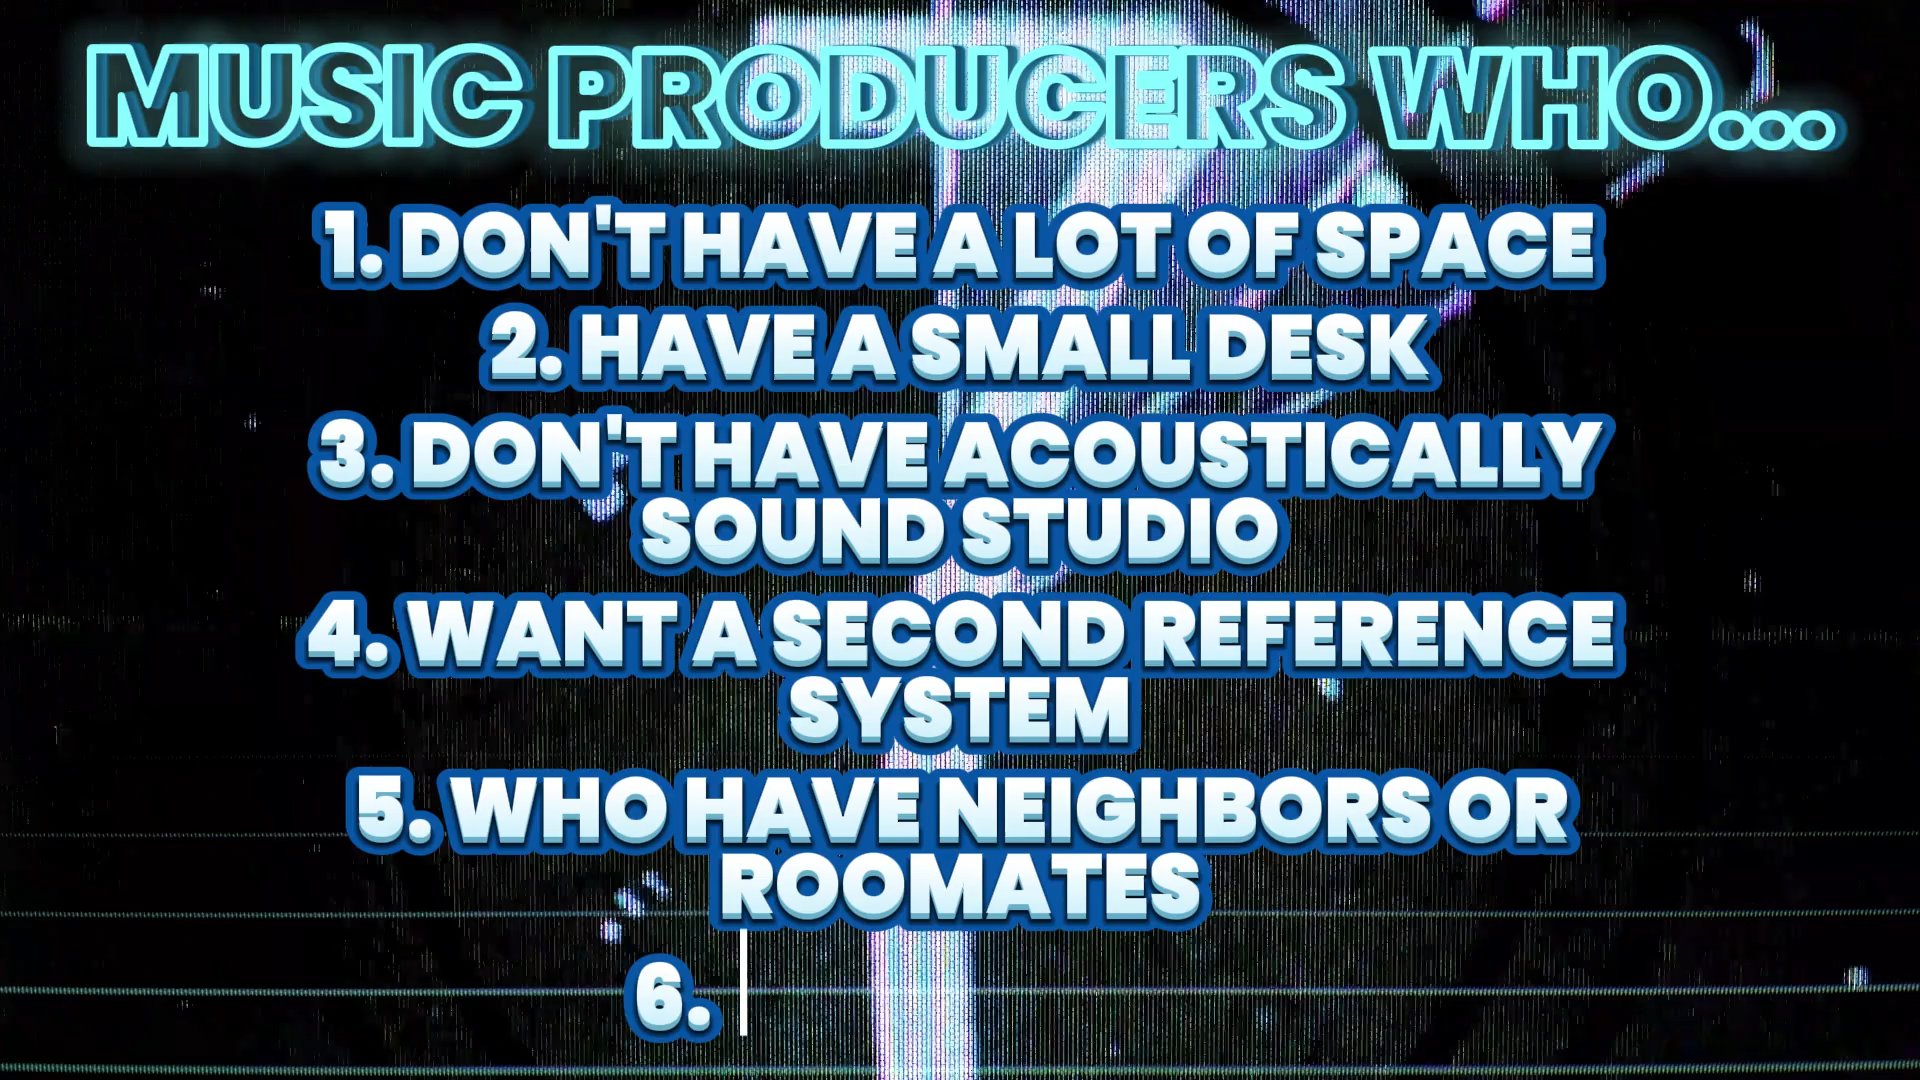 MUSIC PRODUCERS WHO...
1. DON'T HAVE A LOT OF SPACE
2. HAVE A SMALL DESK
3. DON'T HAVE ACOUSTICALLY
SOUND STUDIO
4. WANT A SECOND REFERENCE
SYSTEM
5. WHO HAVE NEIGHBORS OR
ROOMATES
6.